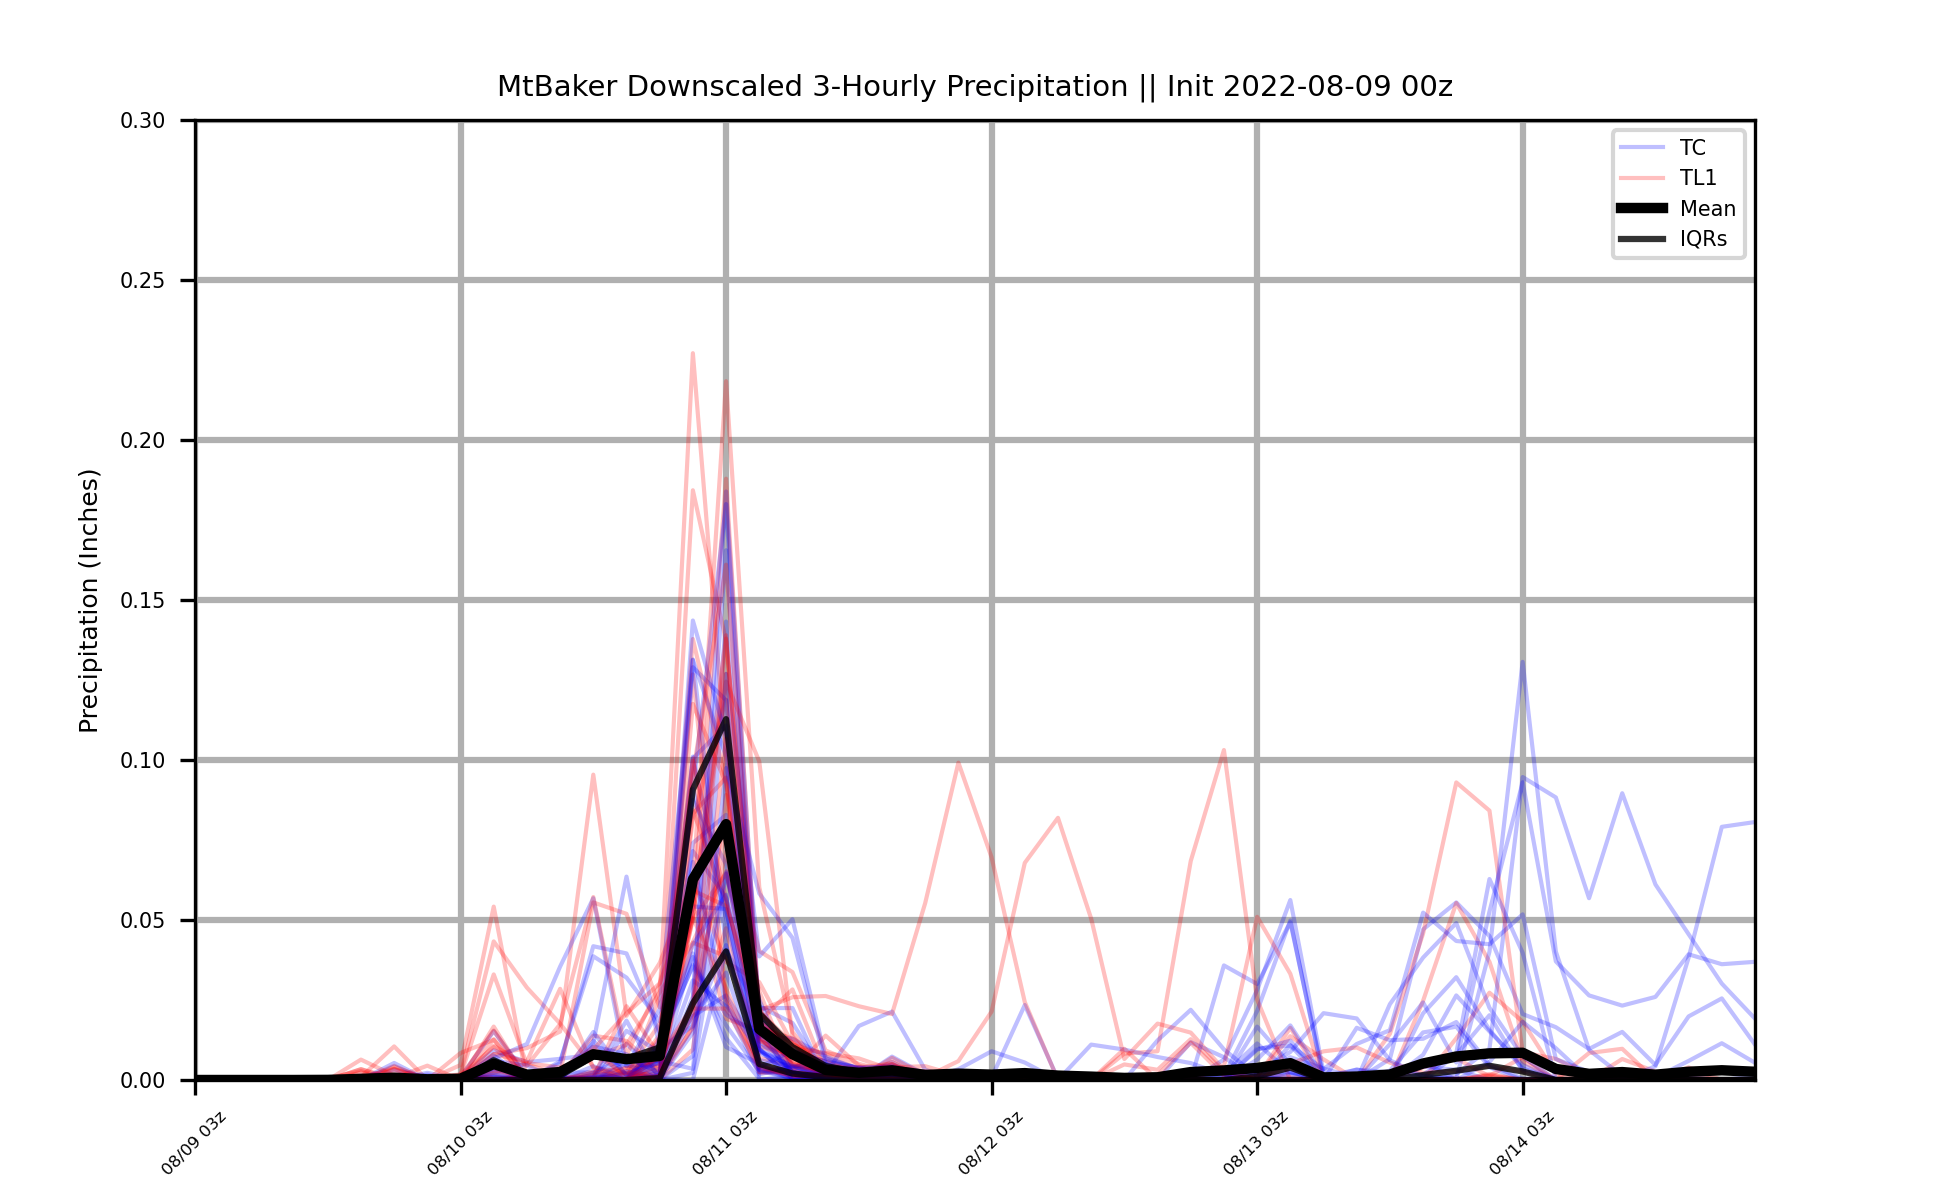 MtBaker Downscaled 3-Hourly Precipitation || Init 2022-08-09 00z
0.30
0.25
0.20
0.15
0.10
0.05
0.00
Precipitation (Inches)
TC
TL1
Mean
IQRs
08/09 03z
08/10 03z
08/11 03z
08/12 03z
08/13 03z
08/14 03z